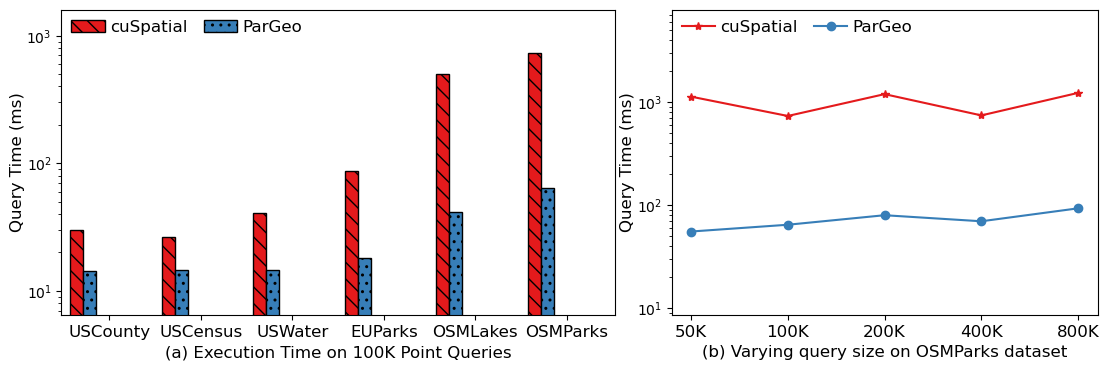 cuSpatial ParGeo
Query Time (ms)
10³
10²
10¹
USCounty USCensus USWater EUParks OSMLakes OSMParks
(a) Execution Time on 100K Point Queries
cuSpatial ParGeo
Query Time (ms)
10³
10²
10¹
50K 100K 200K 400K 800K
(b) Varying query size on OSMParks dataset